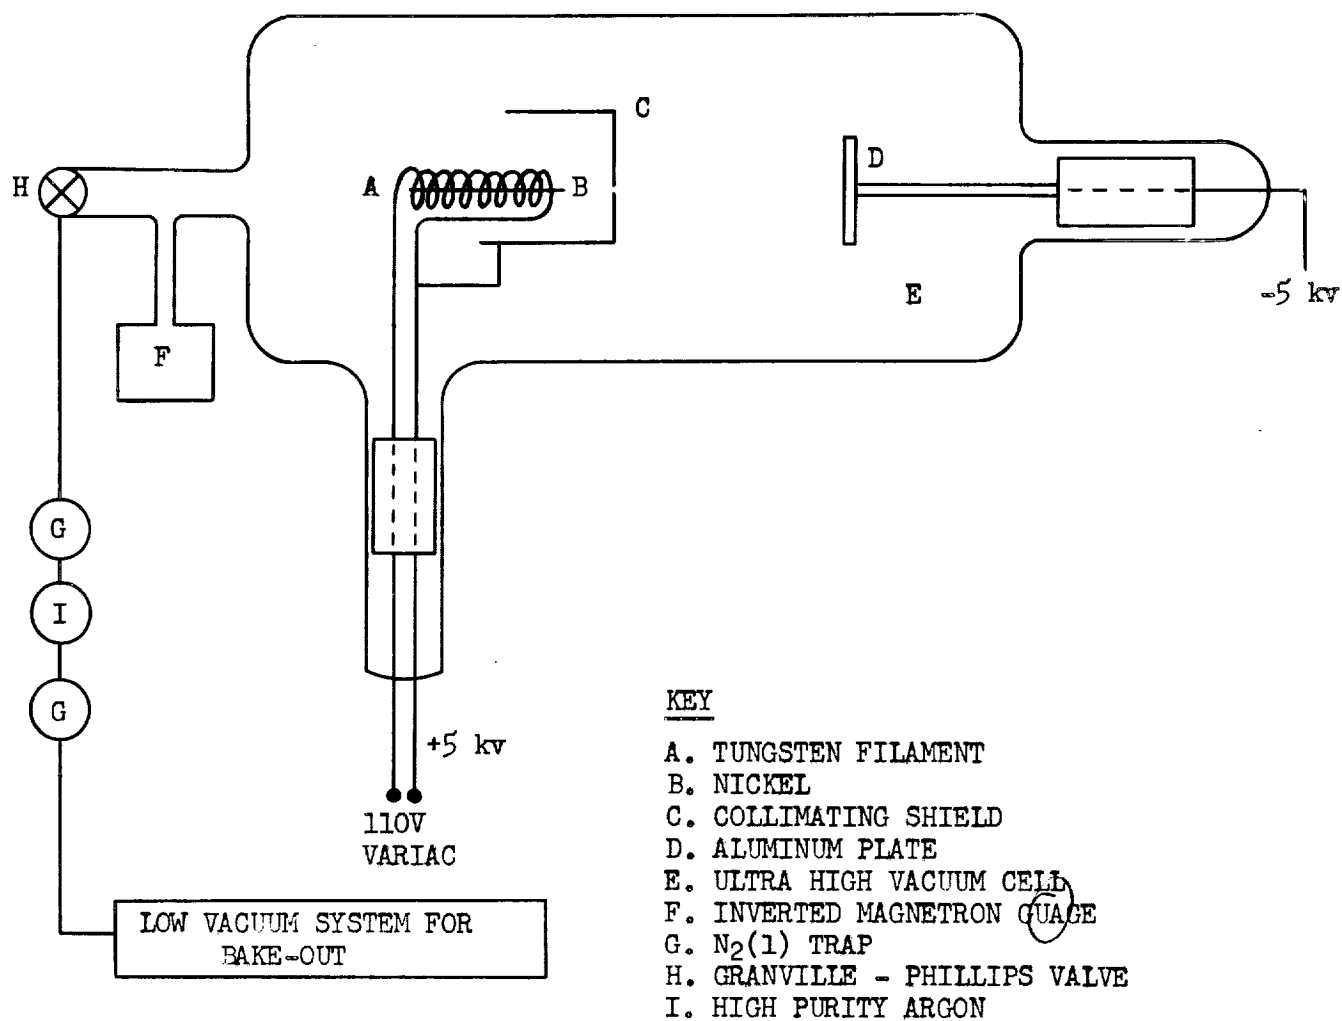 C
H
A
B
D
E
-5 kv
F
G
I
G
+5 kv
110V
VARIAC
LOW VACUUM SYSTEM FOR
BAKE-OUT
KEY
A. TUNGSTEN FILAMENT
B. NICKEL
C. COLLIMATING SHIELD
D. ALUMINUM PLATE
E. ULTRA HIGH VACUUM CELL
F. INVERTED MAGNETRON GUAGE
G. N2(l) TRAP
H. GRANVILLE - PHILLIPS VALVE
I. HIGH PURITY ARGON